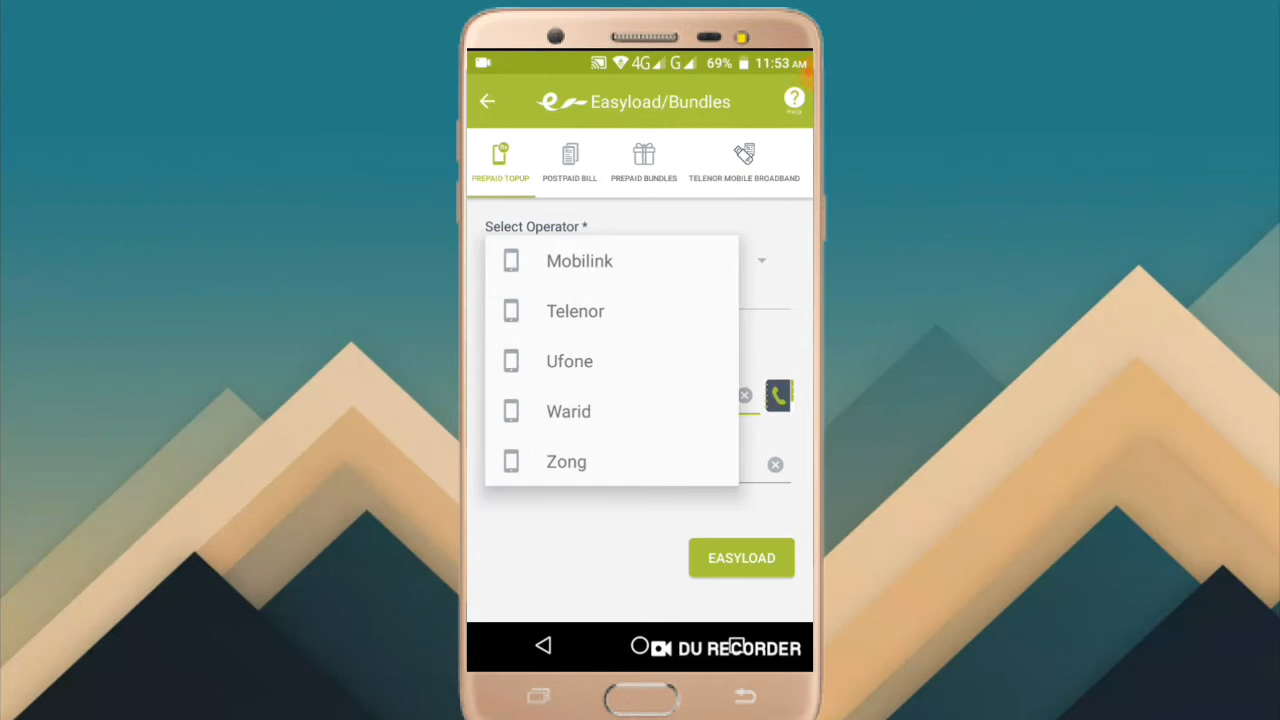 4G G 69% 11:53 AM
Easyload/Bundles
Help
PREPAID TOPUP POSTPAID BILL PREPAID BUNDLES TELENOR MOBILE BROADBAND
Select Operator *
Mobilink
Telenor
Ufone
Warid
Zong
EASYLOAD
DU RECORDER